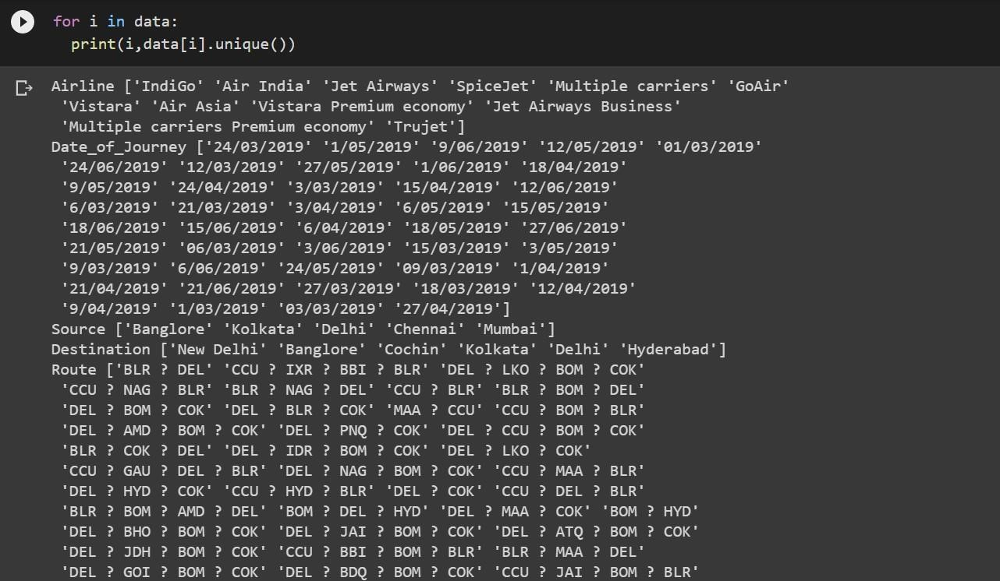 for i in data:
print(i,data[i].unique())
Airline ['IndiGo' 'Air India' 'Jet Airways' 'SpiceJet' 'Multiple carriers' 'GoAir'
'Vistara' 'Air Asia' 'Vistara Premium economy' 'Jet Airways Business'
'Multiple carriers Premium economy' 'Trujet']
Date_of_Journey ['24/03/2019' '1/05/2019' '9/06/2019' '12/05/2019' '01/03/2019'
'24/06/2019' '12/03/2019' '27/05/2019' '1/06/2019' '18/04/2019'
'9/05/2019' '24/04/2019' '3/03/2019' '15/04/2019' '12/06/2019'
'6/03/2019' '21/03/2019' '3/04/2019' '6/05/2019' '15/05/2019'
'18/06/2019' '15/06/2019' '6/04/2019' '18/05/2019' '27/06/2019'
'21/05/2019' '06/03/2019' '3/06/2019' '15/03/2019' '3/05/2019'
'9/03/2019' '6/06/2019' '24/05/2019' '09/03/2019' '1/04/2019'
'21/04/2019' '21/06/2019' '27/03/2019' '18/03/2019' '12/04/2019'
'9/04/2019' '1/03/2019' '03/03/2019' '27/04/2019']
Source ['Banglore' 'Kolkata' 'Delhi' 'Chennai' 'Mumbai']
Destination ['New Delhi' 'Banglore' 'Cochin' 'Kolkata' 'Delhi' 'Hyderabad']
Route ['BLR ? DEL' 'CCU ? IXR ? BBI ? BLR' 'DEL ? LKO ? BOM ? COK'
'CCU ? NAG ? BLR' 'BLR ? NAG ? DEL' 'CCU ? BLR' 'BLR ? BOM ? DEL'
'DEL ? BOM ? COK' 'DEL ? BLR ? COK' 'MAA ? CCU' 'CCU ? BOM ? BLR'
'DEL ? AMD ? BOM ? COK' 'DEL ? PNQ ? COK' 'DEL ? CCU ? BOM ? COK'
'BLR ? COK ? DEL' 'DEL ? IDR ? BOM ? COK' 'DEL ? LKO ? COK'
'CCU ? GAU ? DEL ? BLR' 'DEL ? NAG ? BOM ? COK' 'CCU ? MAA ? BLR'
'DEL ? HYD ? COK' 'CCU ? HYD ? BLR' 'DEL ? COK' 'CCU ? DEL ? BLR'
'BLR ? BOM ? AMD ? DEL' 'BOM ? DEL ? HYD' 'DEL ? MAA ? COK' 'BOM ? HYD'
'DEL ? BHO ? BOM ? COK' 'DEL ? JAI ? BOM ? COK' 'DEL ? ATQ ? BOM ? COK'
'DEL ? JDH ? BOM ? COK' 'CCU ? BBI ? BOM ? BLR' 'BLR ? MAA ? DEL'
'DEL ? GOI ? BOM ? COK' 'DEL ? BDQ ? BOM ? COK' 'CCU ? JAI ? BOM ? BLR'